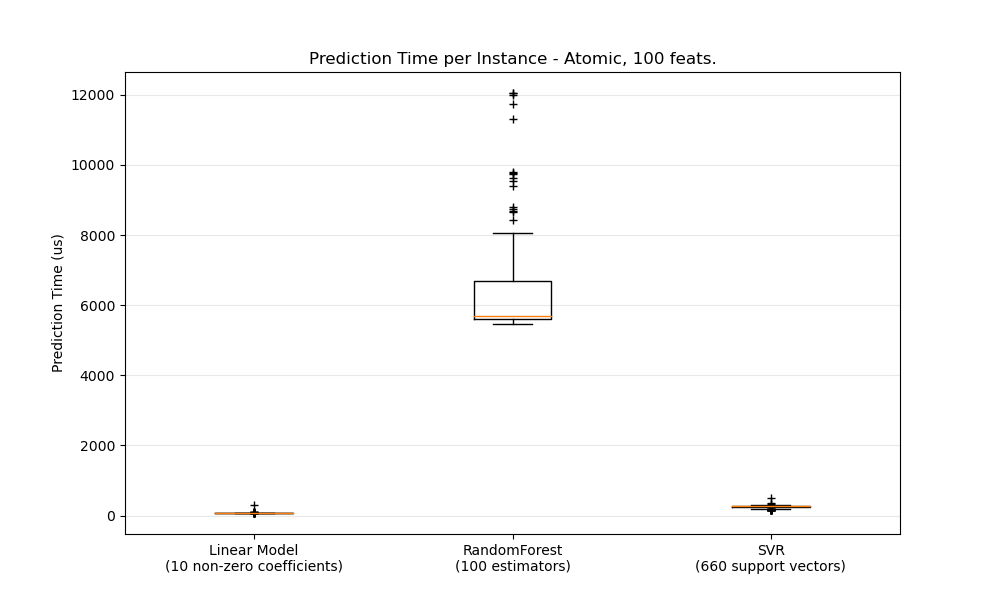 Prediction Time per Instance - Atomic, 100 feats.
Prediction Time (us)
12000
10000
8000
6000
4000
2000
0
Linear Model
(10 non-zero coefficients)
RandomForest
(100 estimators)
SVR
(660 support vectors)